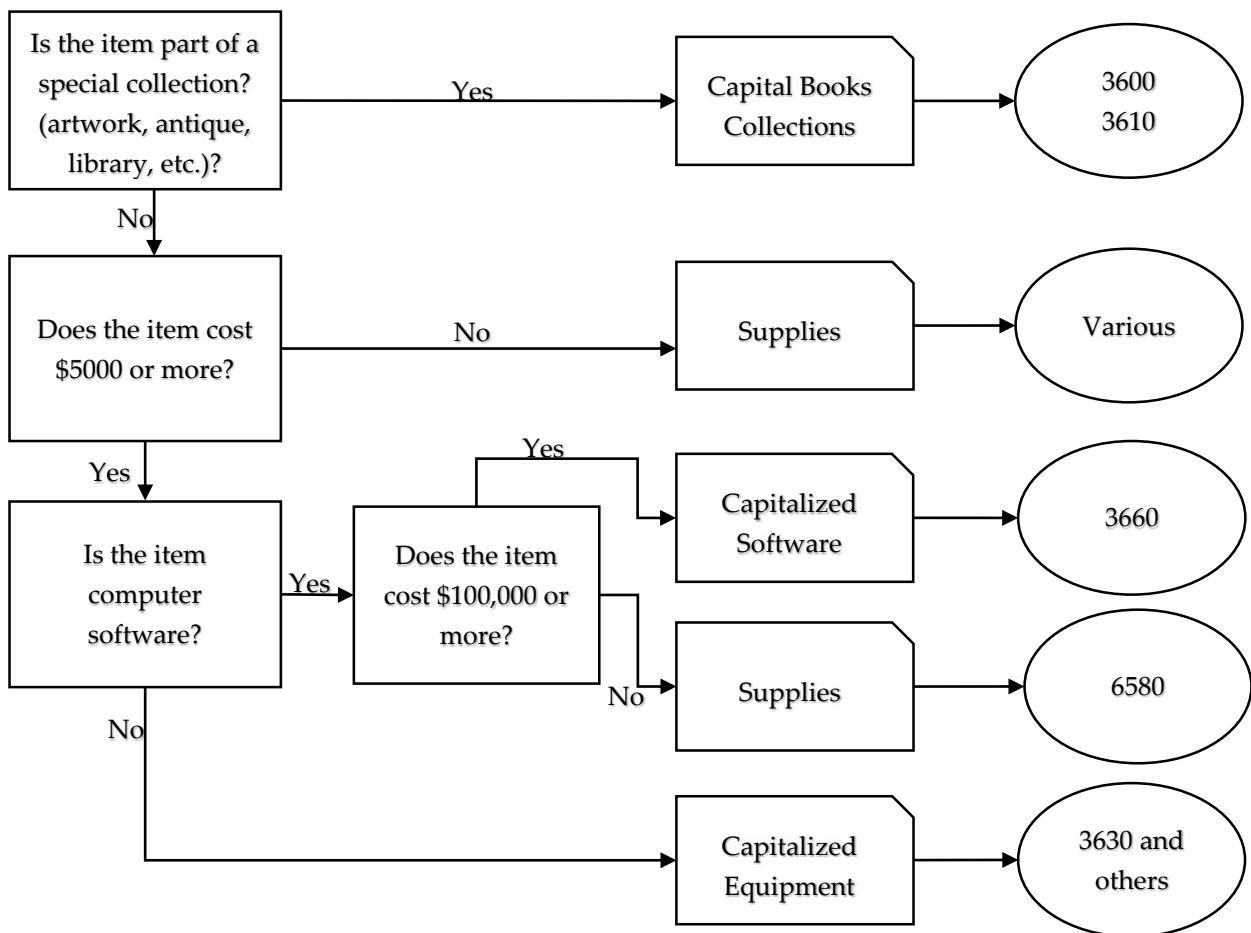 Is the item part of a
special collection?
(artwork, antique,
library, etc.)?
Yes
Capital Books
Collections
3600
3610
No
Does the item cost
$5000 or more?
No
Supplies
Various
Yes
Is the item
computer
software?
Yes
Does the item
cost $100,000 or
more?
Yes
Capitalized
Software
3660
No
Supplies
6580
No
Capitalized
Equipment
3630 and
others